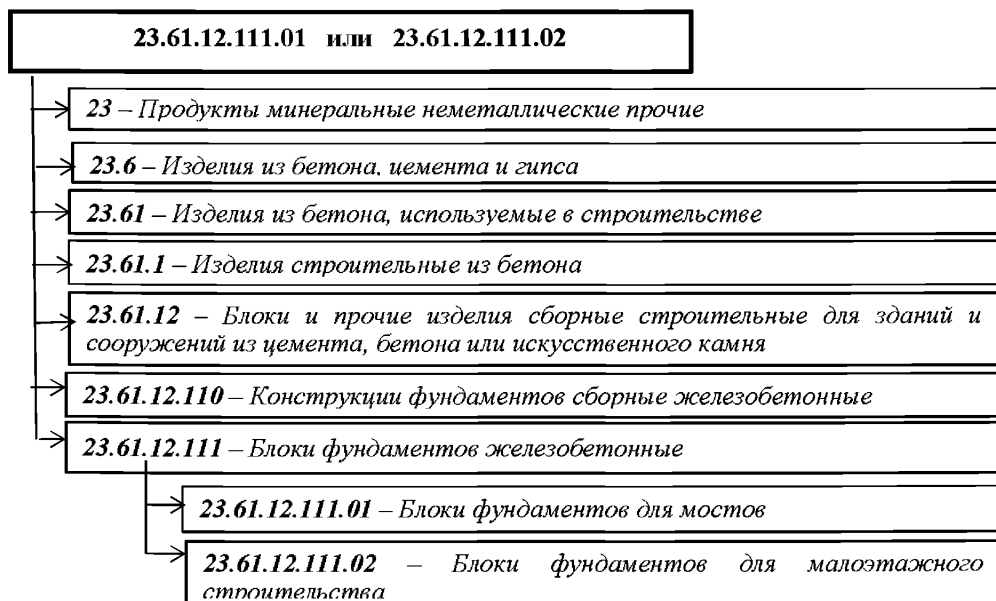 23.61.12.111.01 или 23.61.12.111.02
23 – Продукты минеральные неметаллические прочие
23.6 – Изделия из бетона, цемента и гипса
23.61 – Изделия из бетона, используемые в строительстве
23.61.1 – Изделия строительные из бетона
23.61.12 – Блоки и прочие изделия сборные строительные для зданий и
сооружений из цемента, бетона или искусственного камня
23.61.12.110 – Конструкции фундаментов сборные железобетонные
23.61.12.111 – Блоки фундаментов железобетонные
23.61.12.111.01 – Блоки фундаментов для мостов
23.61.12.111.02 – Блоки фундаментов для малоэтажного
строительства